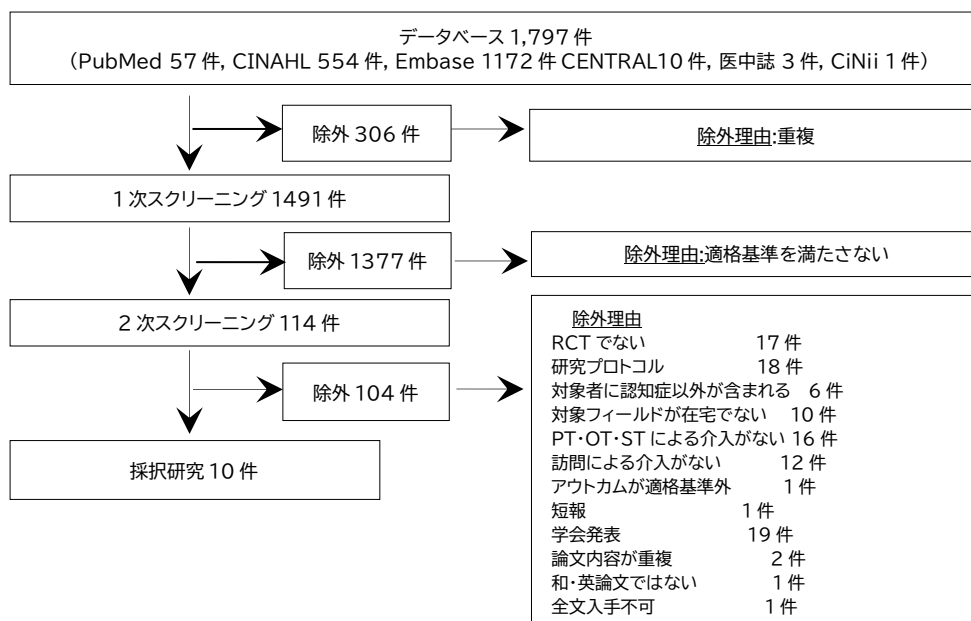 データベース 1,797 件
(PubMed 57 件, CINAHL 554 件, Embase 1172 件 CENTRAL10 件, 医中誌 3 件, CiNii 1 件)
除外 306 件
除外理由:重複
1 次スクリーニング 1491 件
除外 1377 件
除外理由:適格基準を満たさない
2 次スクリーニング 114 件
除外 104 件
採択研究 10 件
除外理由
RCT でない 17 件
研究プロトコル 18 件
対象者に認知症以外が含まれる 6 件
対象フィールドが在宅でない 10 件
PT・OT・ST による介入がない 16 件
訪問による介入がない 12 件
アウトカムが適格基準外 1 件
短報 1 件
学会発表 19 件
論文内容が重複 2 件
和・英論文ではない 1 件
全文入手不可 1 件